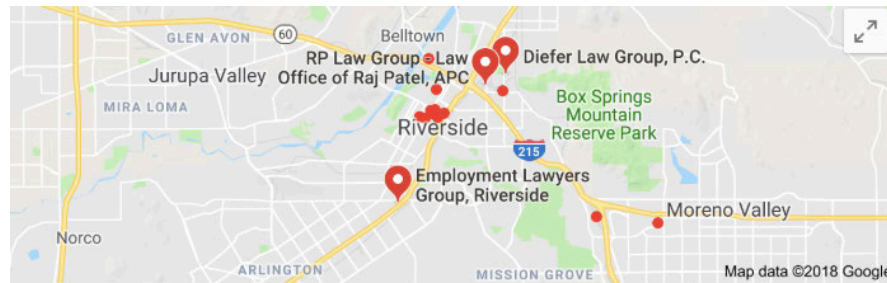 Belltown
GLEN AVON
60
RP Law Group - Law
Office of Raj Patel, APC
Diefer Law Group, P.C.
Jurupa Valley
MIRA LOMA
Box Springs
Mountain
Reserve Park
Riverside
215
Employment Lawyers
Group, Riverside
Moreno Valley
Norco
ARLINGTON
MISSION GROVE
Map data ©2018 Google